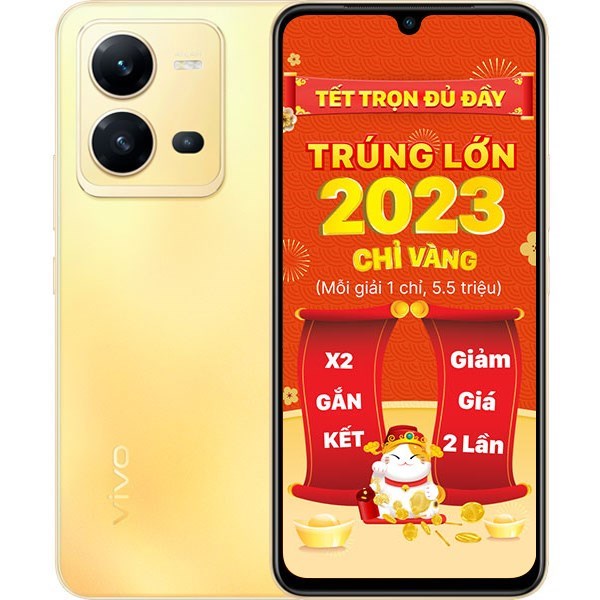 vivo
TẾT TRỌN ĐỦ ĐẦY
TRÚNG LỚN
2023
CHỈ VÀNG
(Mỗi giải 1 chỉ, 5.5 triệu)
X2
GẮN
KẾT
Giảm
Giá
2 Lần